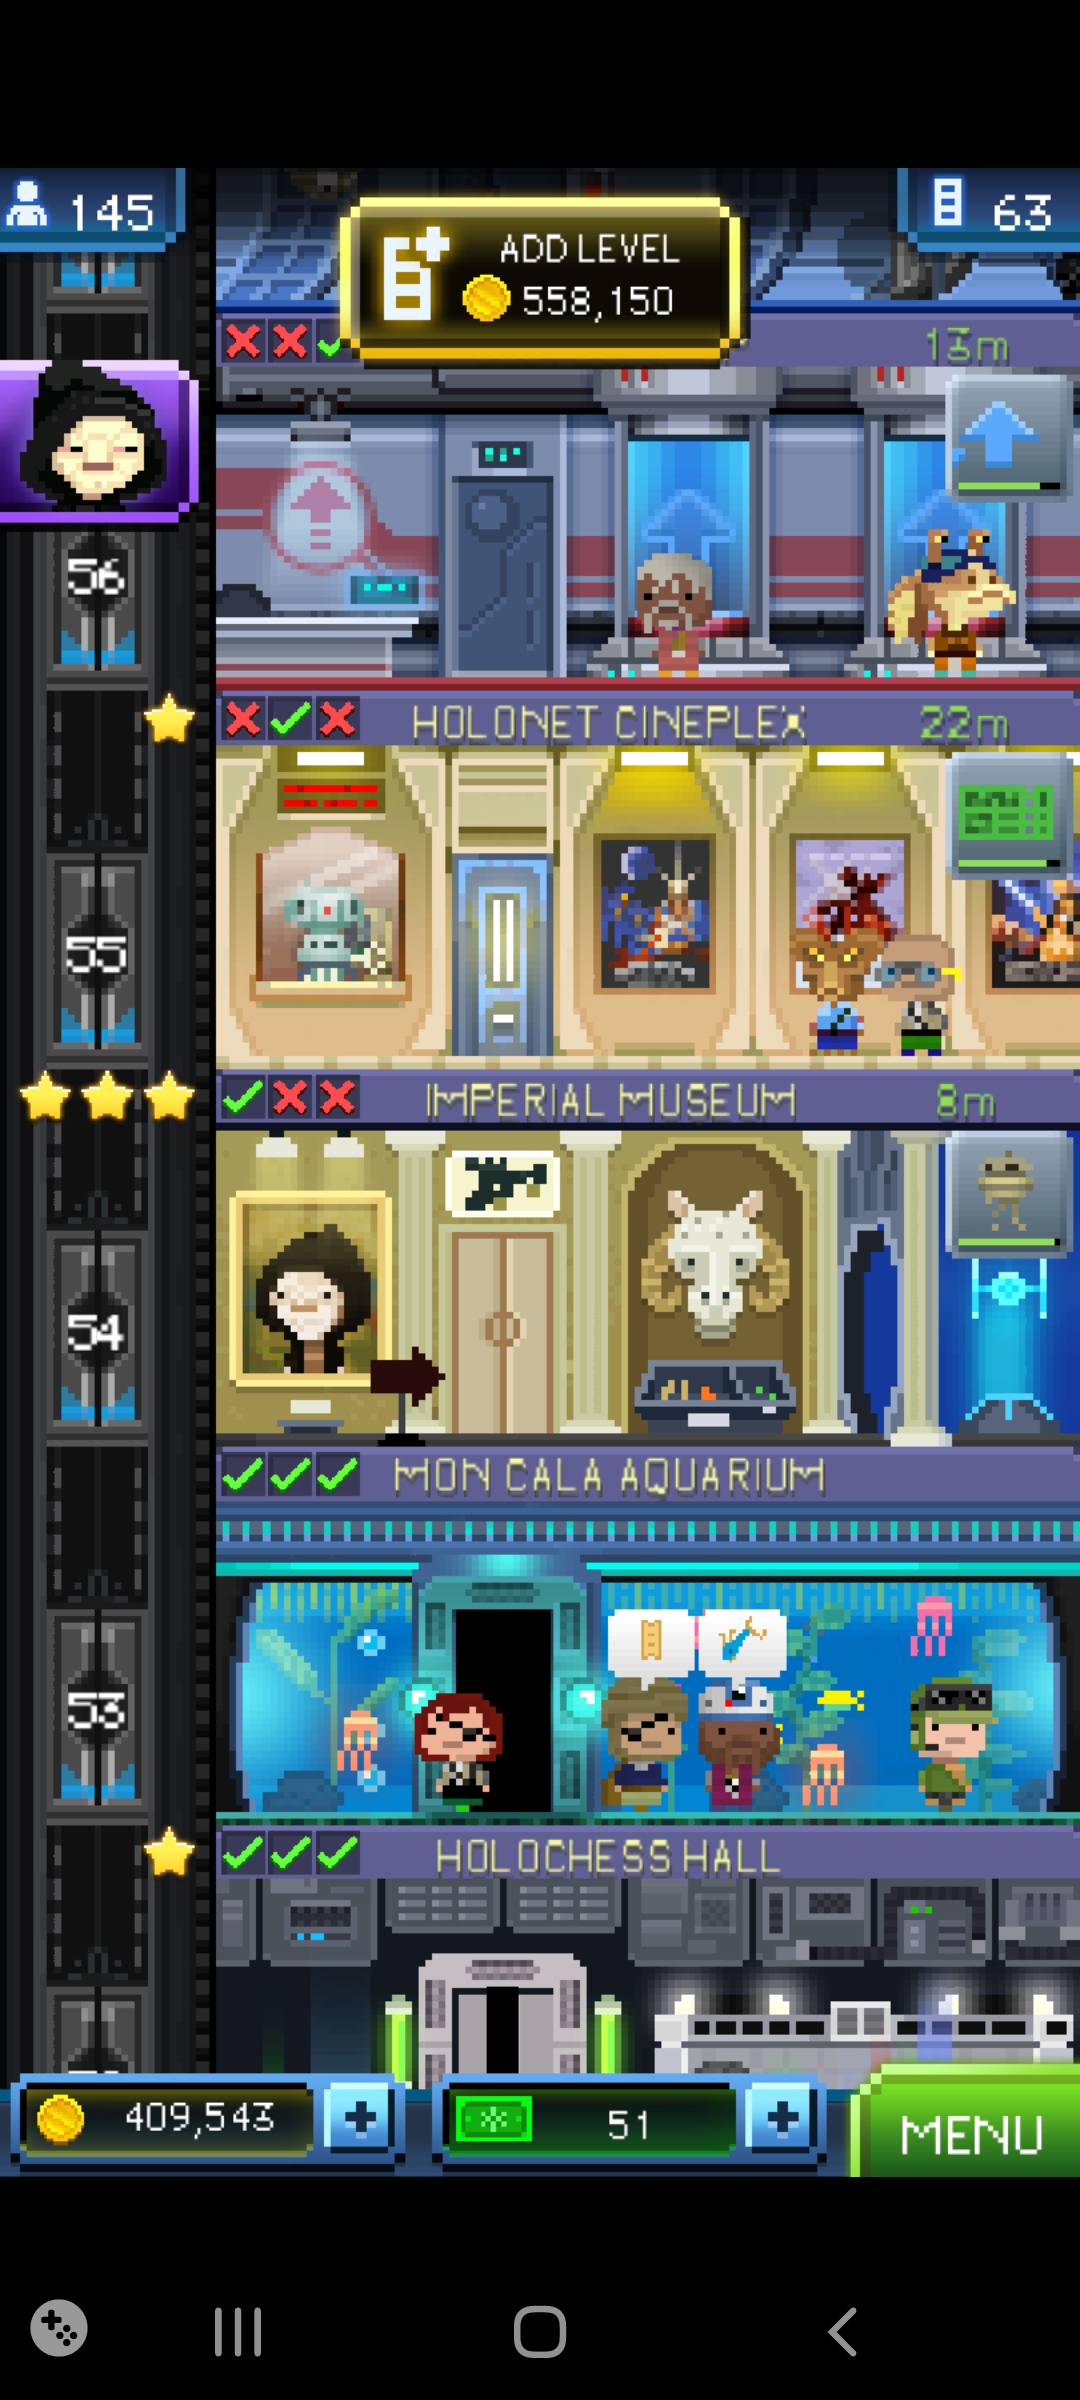 145
ADD LEVEL
558,150
63
13m
56
HOLONET CINEPLEX
22m
55
IMPERIAL MUSEUM
8m
54
MON CALA AQUARIUM
53
HOLOCHESS HALL
409,543
51
MENU